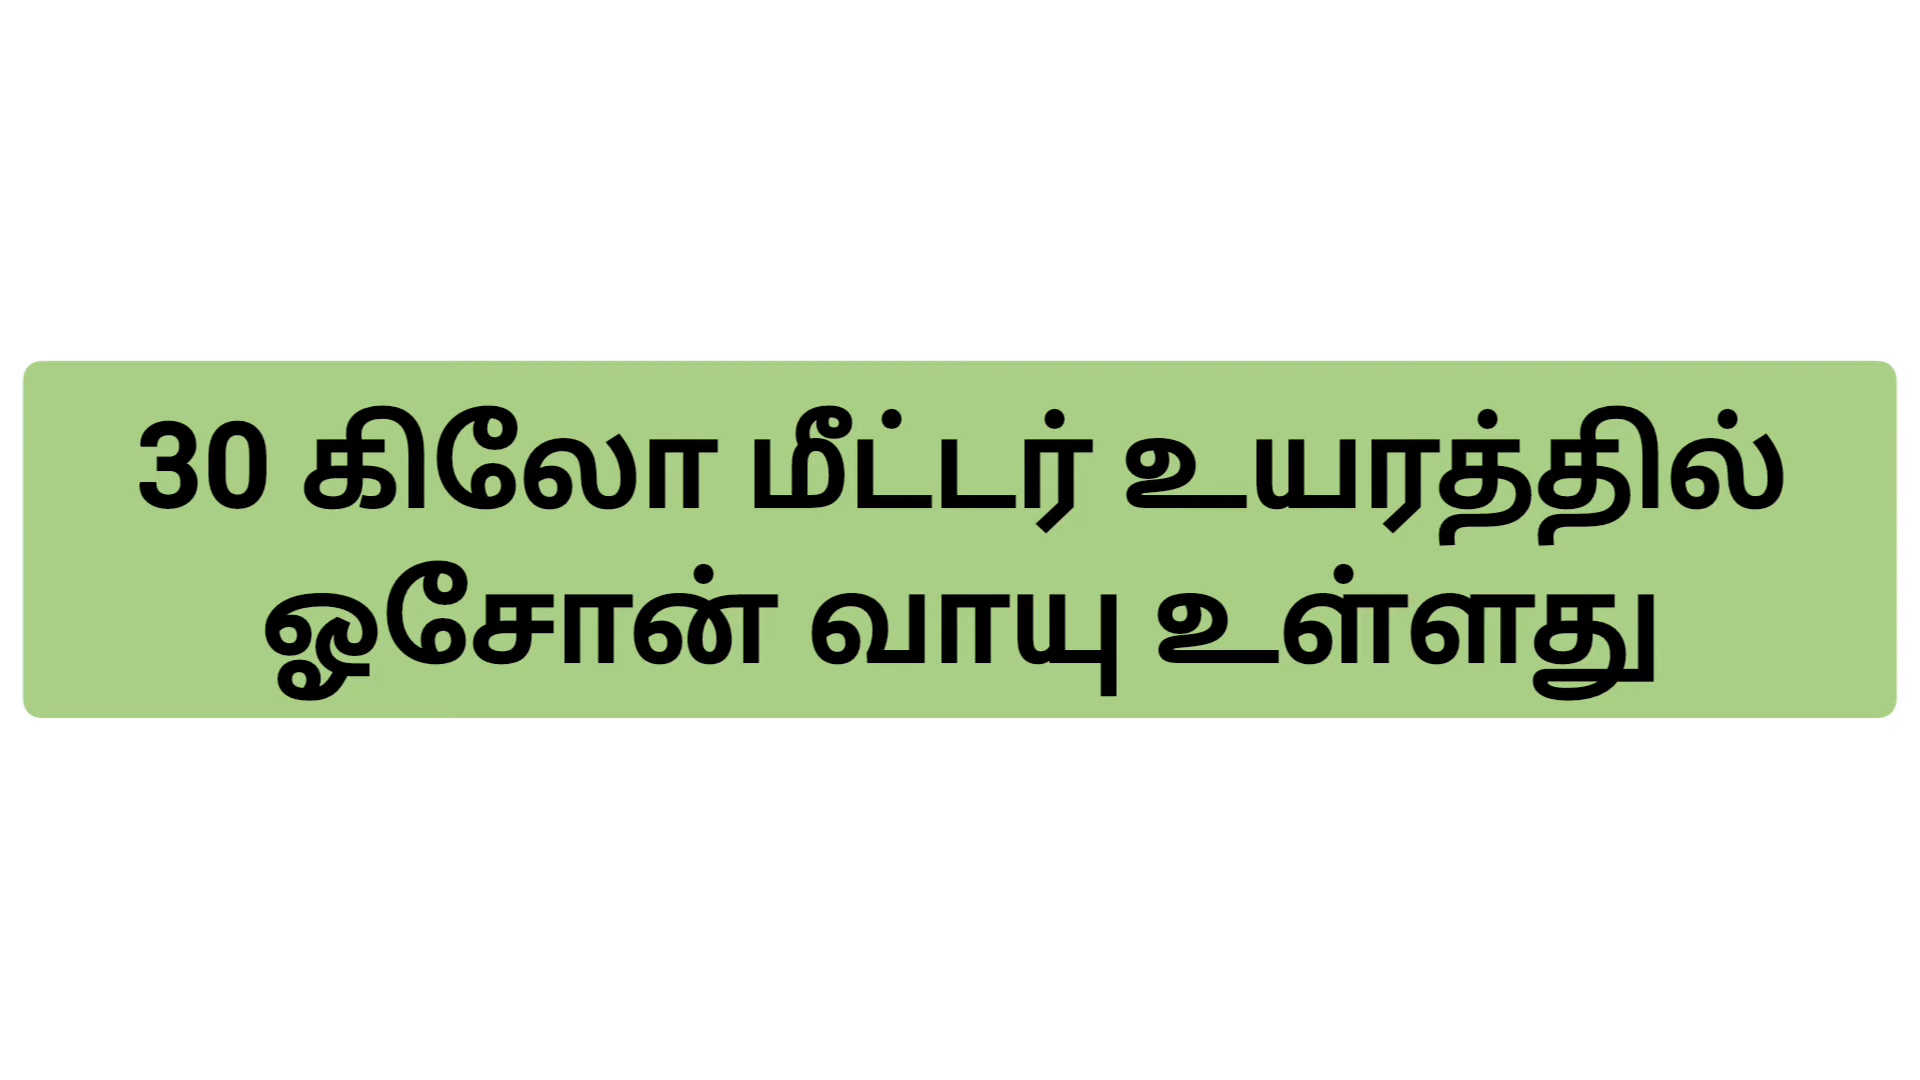 30 கிலோ மீட்டர் உயரத்தில்
ஓசோன் வாயு உள்ளது